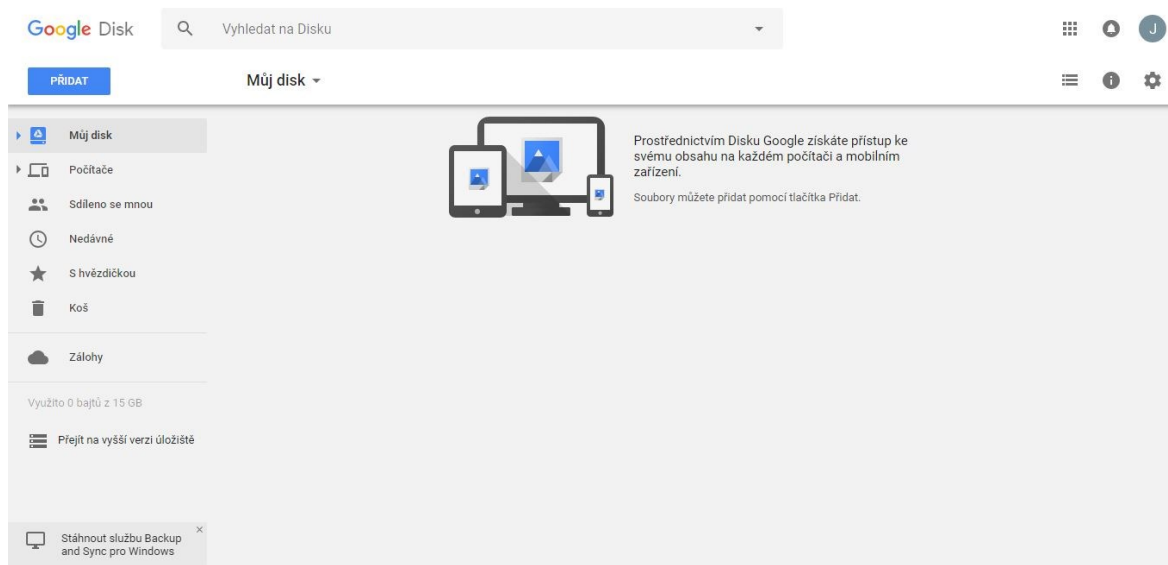 Google Disk
Vyhledat na Disku
J
PŘIDAT
Můj disk
Můj disk
Počítače
Sdíleno se mnou
Nedávné
S hvězdičkou
Koš
Zálohy
Využito 0 bajtů z 15 GB
Přejít na vyšší verzi úložiště
Stáhnout službu Backup
and Sync pro Windows
Prostřednictvím Disku Google získáte přístup ke
svému obsahu na každém počítači a mobilním
zařízení.
Soubory můžete přidat pomocí tlačítka Přidat.